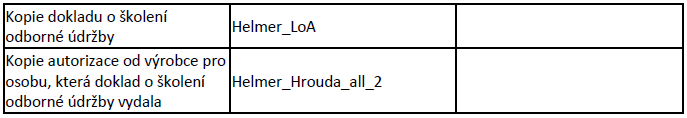 Kopie dokladu o školení
odborné údržby
Helmer_LoA
Kopie autorizace od výrobce pro
osobu, která doklad o školení
odborné údržby vydala
Helmer_Hrouda_all_2